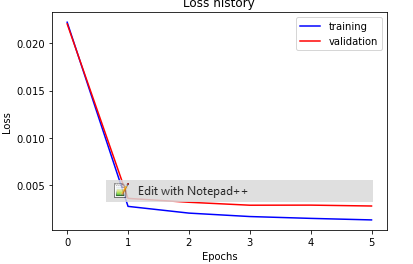 Loss history
training
validation
0.020
0.015
0.010
0.005
Loss
Edit with Notepad++
0 1 2 3 4 5
Epochs